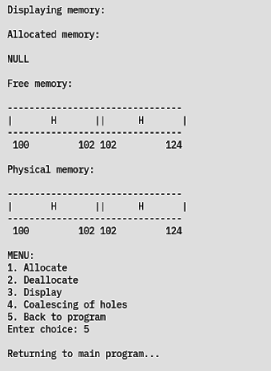 Displaying memory:
Allocated memory:
NULL
Free memory:
--------------------------------
|       H       ||      H       |
--------------------------------
 100         102 102         124
Physical memory:
--------------------------------
|       H       ||      H       |
--------------------------------
 100         102 102         124
MENU:
1. Allocate
2. Deallocate
3. Display
4. Coalescing of holes
5. Back to program
Enter choice: 5
Returning to main program...